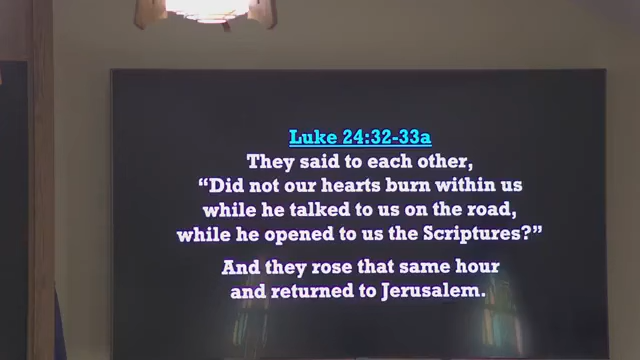 Luke 24:32-33a
They said to each other,
“Did not our hearts burn within us
while he talked to us on the road,
while he opened to us the Scriptures?”
And they rose that same hour
and returned to Jerusalem.